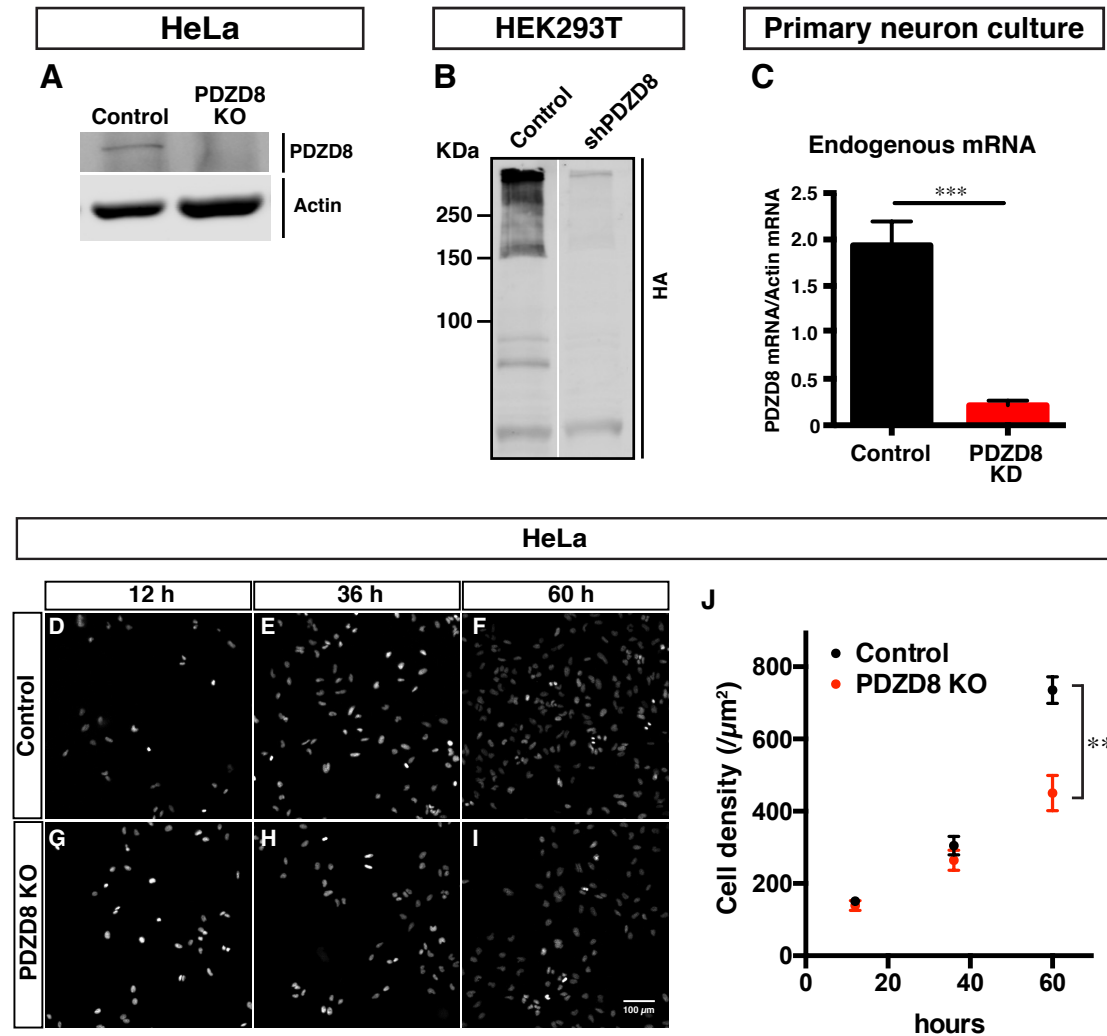 HeLa
HEK293T
Primary neuron culture
A
Control
PDZD8
KO
PDZD8
Actin
B
Control
shPDZD8
KDa
250
150
100
HA
C
Endogenous mRNA
***
PDZD8 mRNA/Actin mRNA
2.5
2.0
1.5
1.0
0.5
0
Control
PDZD8
KD
HeLa
12 h
36 h
60 h
Control
D
E
F
PDZD8 KO
G
H
I
100 µm
J
Control
PDZD8 KO
**
Cell density (/µm²)
800
600
400
200
0
0
20
40
60
hours